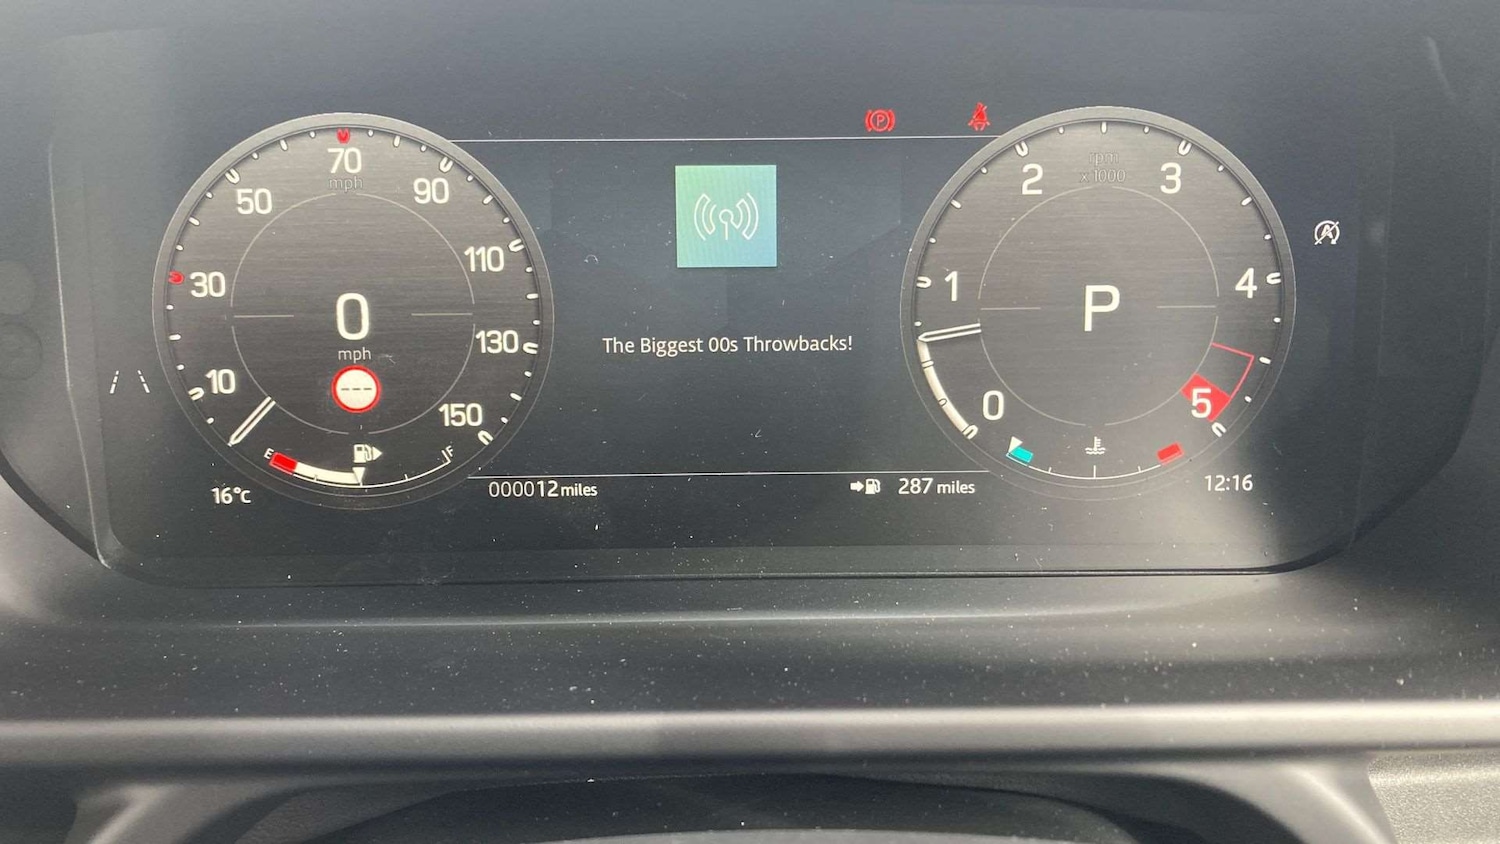 70
mph
50
90
30
110
0
mph
130
10
---
150
E
F
16°C
The Biggest 00s Throwbacks!
000012 miles
287 miles
P
rpm
x 1000
2
3
1
4
P
0
5
A
12:16